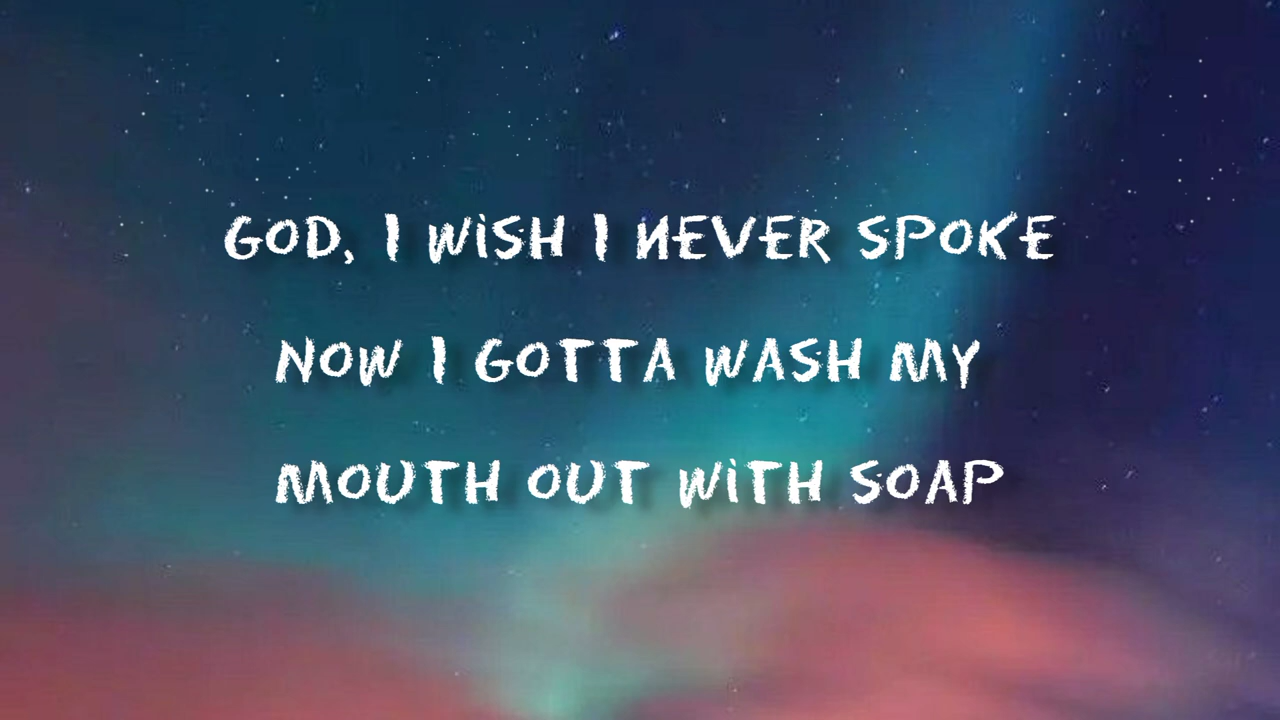 GOD, I WiSH I NEVER SPOKE
NOW I GOTTA WASH MY
MOUTH OUT WiTH SOAP